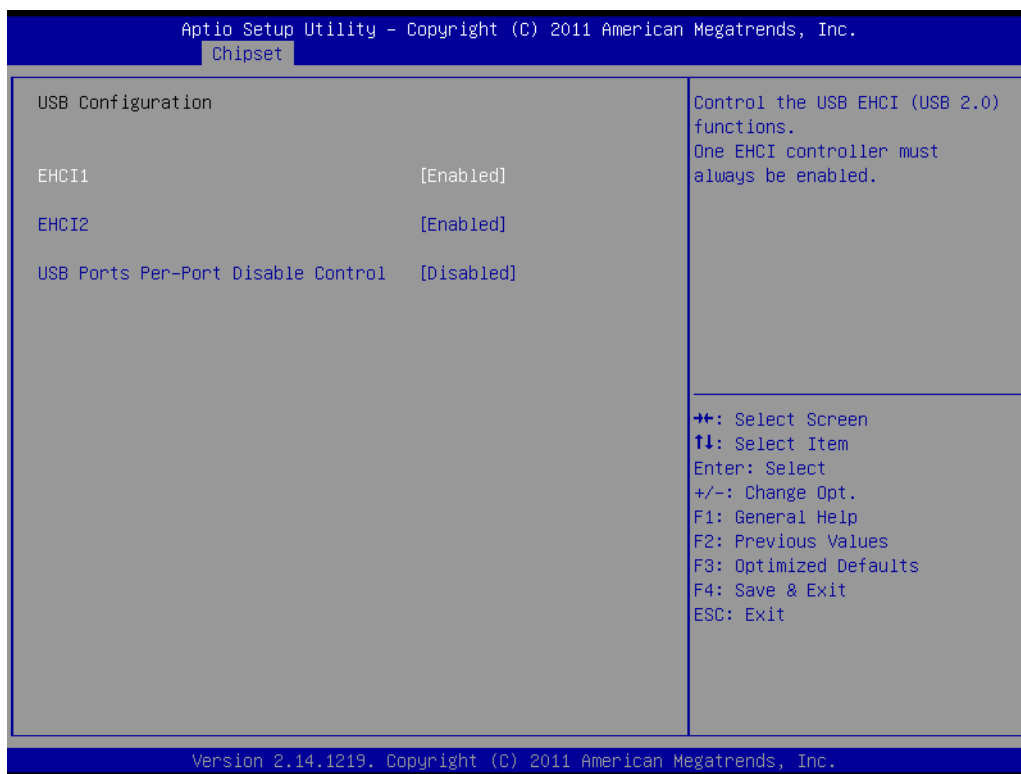 Aptio Setup Utility – Copyright (C) 2011 American Megatrends, Inc.
Chipset
USB Configuration
EHCI1 [Enabled]
EHCI2 [Enabled]
USB Ports Per-Port Disable Control [Disabled]
Control the USB EHCI (USB 2.0)
functions.
One EHCI controller must
always be enabled.
→←: Select Screen
↑↓: Select Item
Enter: Select
+/-: Change Opt.
F1: General Help
F2: Previous Values
F3: Optimized Defaults
F4: Save & Exit
ESC: Exit
Version 2.14.1219. Copyright (C) 2011 American Megatrends, Inc.